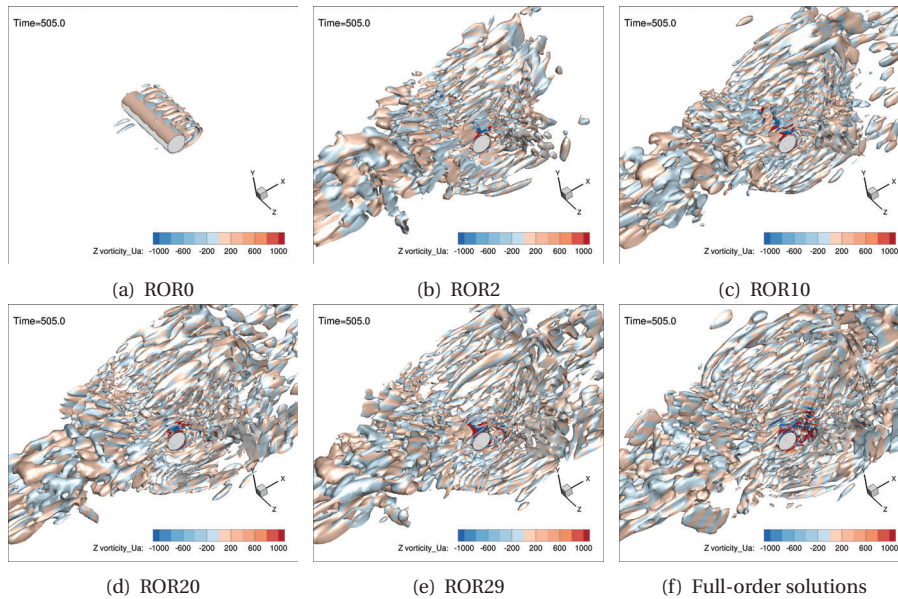 Time=505.0
Y
X
Z
Z vorticity_Ua: -1000 -600 -200 200 600 1000
(a) ROR0
Time=505.0
Y
X
Z
Z vorticity_Ua: -1000 -600 -200 200 600 1000
(b) ROR2
Time=505.0
Y
X
Z
Z vorticity_Ua: -1000 -600 -200 200 600 1000
(c) ROR10
Time=505.0
Y
X
Z
Z vorticity_Ua: -1000 -600 -200 200 600 1000
(d) ROR20
Time=505.0
Y
X
Z
Z vorticity_Ua: -1000 -600 -200 200 600 1000
(e) ROR29
Time=505.0
Y
X
Z
Z vorticity_Ua: -1000 -600 -200 200 600 1000
(f) Full-order solutions